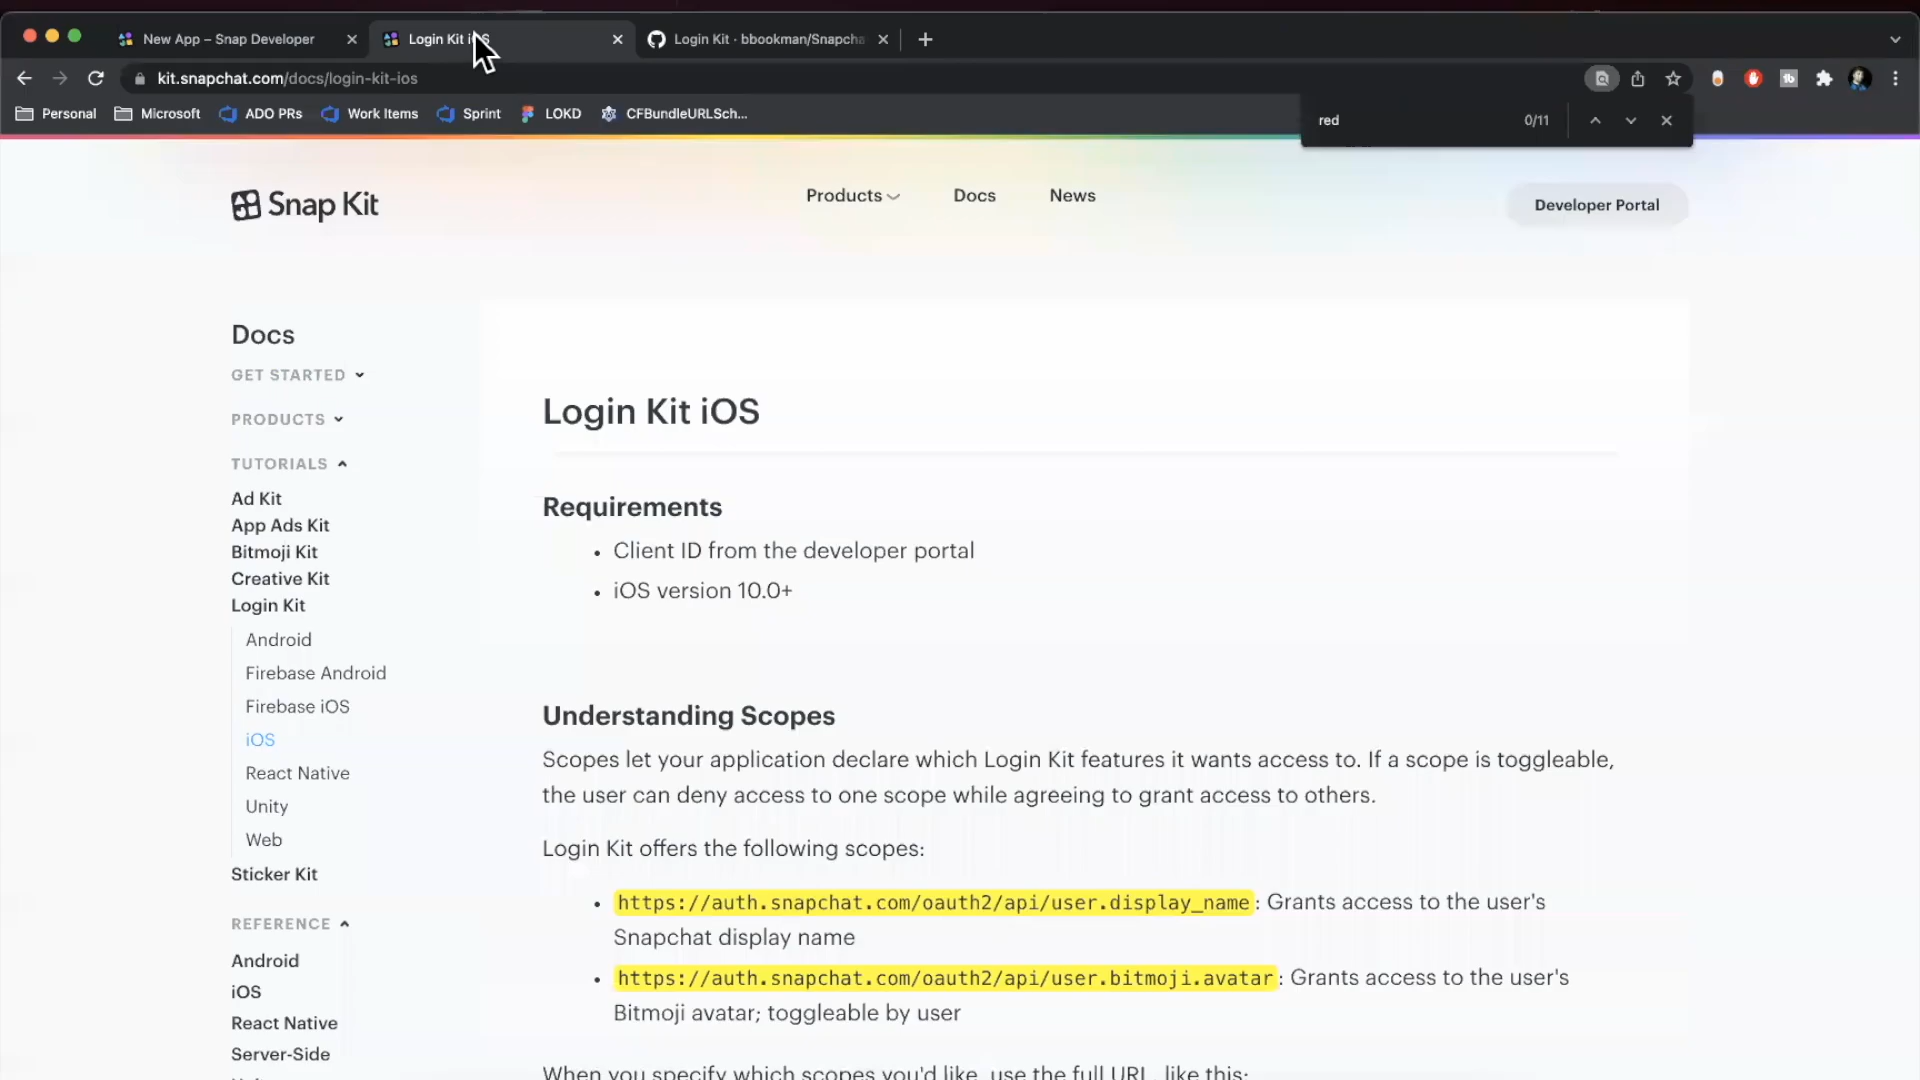 New App – Snap Developer
Login Kit iOS
Login Kit · bbookman/Snapcha
kit.snapchat.com/docs/login-kit-ios
Personal
Microsoft
ADO PRs
Work Items
Sprint
LOKD
CFBundleURLSch...
red
0/11
Snap Kit
Products
Docs
News
Developer Portal
Docs
GET STARTED
PRODUCTS
TUTORIALS
Ad Kit
App Ads Kit
Bitmoji Kit
Creative Kit
Login Kit
Android
Firebase Android
Firebase iOS
iOS
React Native
Unity
Web
Sticker Kit
REFERENCE
Android
iOS
React Native
Server-Side
Login Kit iOS
Requirements
• Client ID from the developer portal
• iOS version 10.0+
Understanding Scopes
Scopes let your application declare which Login Kit features it wants access to. If a scope is toggleable,
the user can deny access to one scope while agreeing to grant access to others.
Login Kit offers the following scopes:
• https://auth.snapchat.com/oauth2/api/user.display_name: Grants access to the user's
Snapchat display name
• https://auth.snapchat.com/oauth2/api/user.bitmoji.avatar: Grants access to the user's
Bitmoji avatar; toggleable by user
When you specify which scopes you'd like, use the full URL, like this: